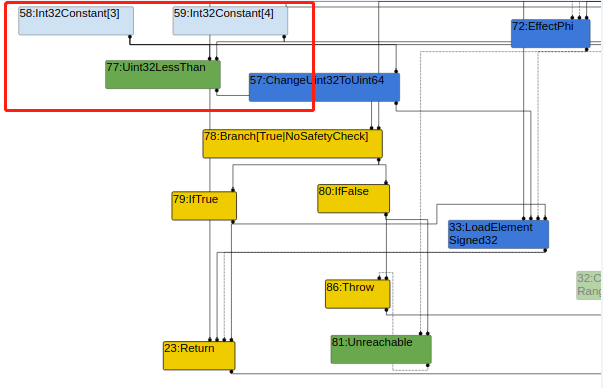 58:Int32Constant[3]
59:Int32Constant[4]
72:EffectPhi
77:Uint32LessThan
57:ChangeUint32ToUint64
78:Branch[True|NoSafetyCheck]
79:IfTrue
80:IfFalse
33:LoadElement
Signed32
32:C
Rang
86:Throw
81:Unreachable
23:Return